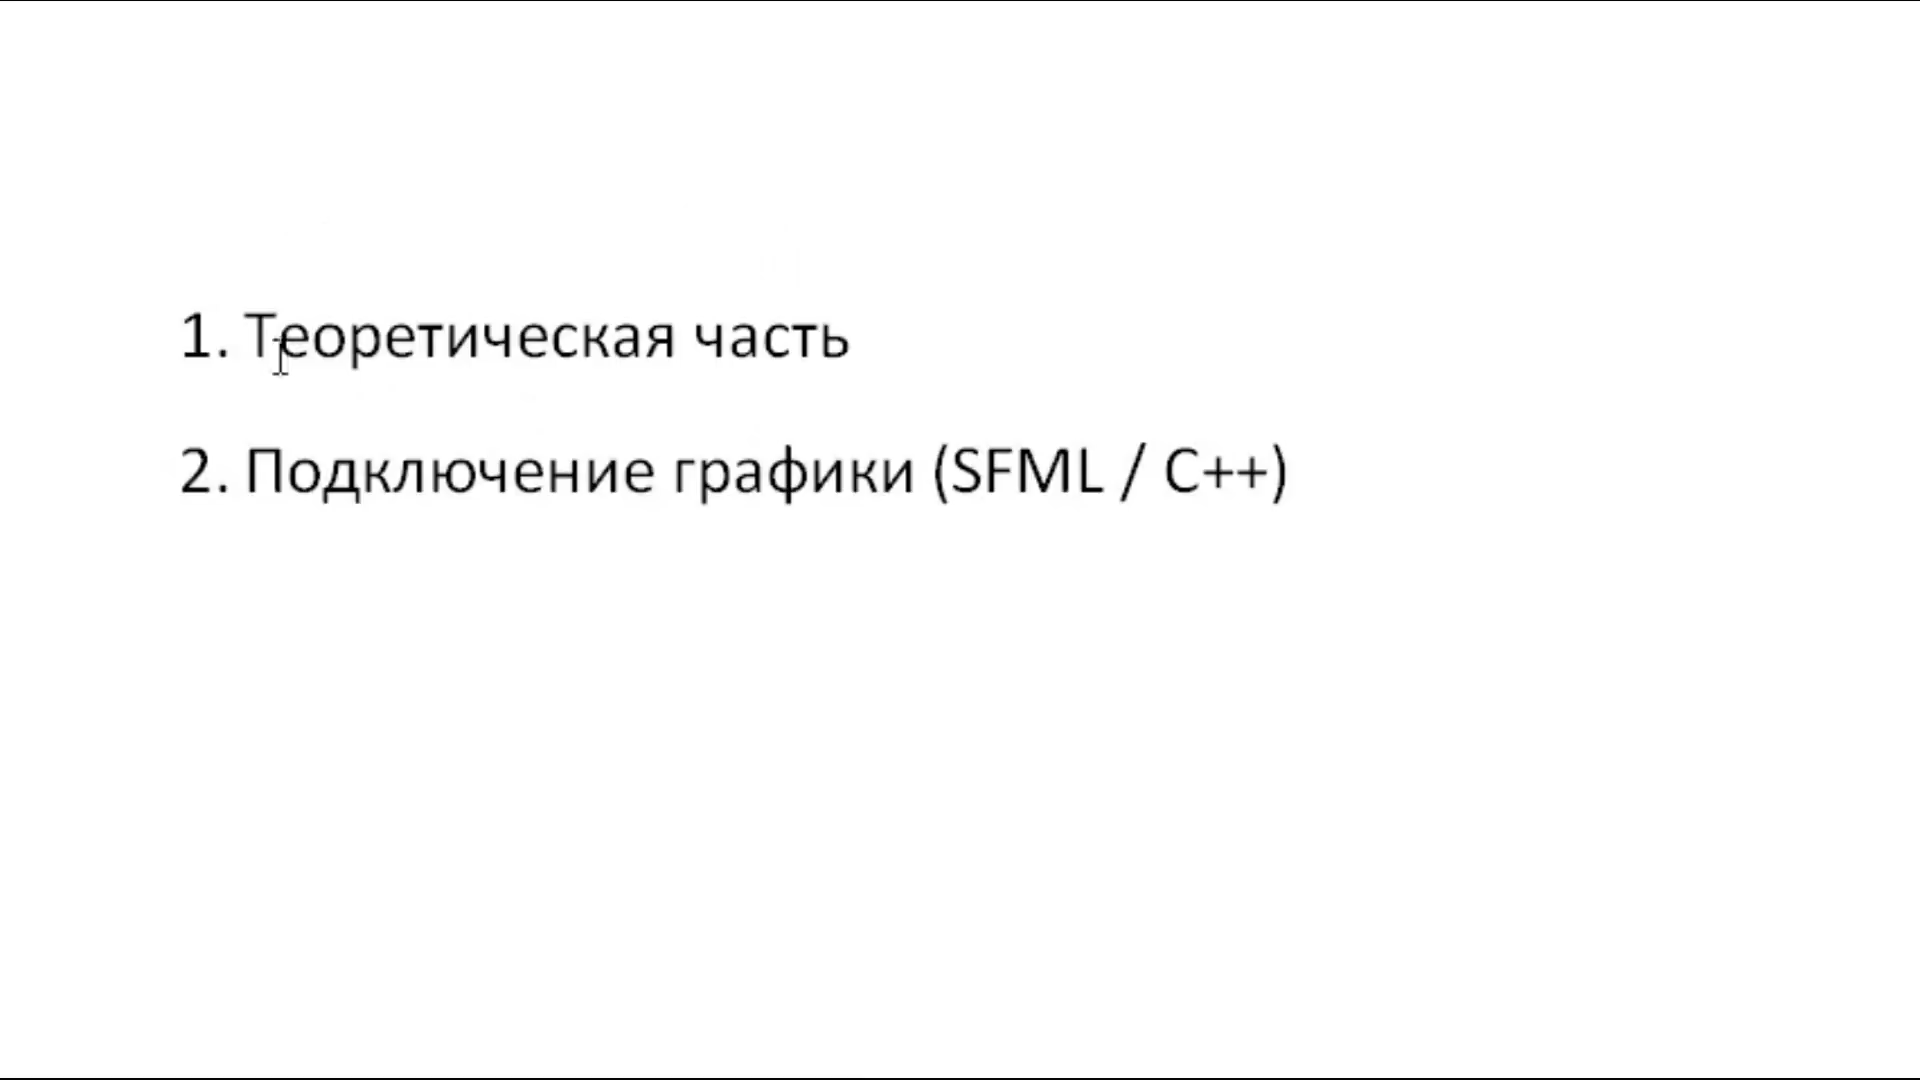 1. Теоретическая часть
2. Подключение графики (SFML / C++)